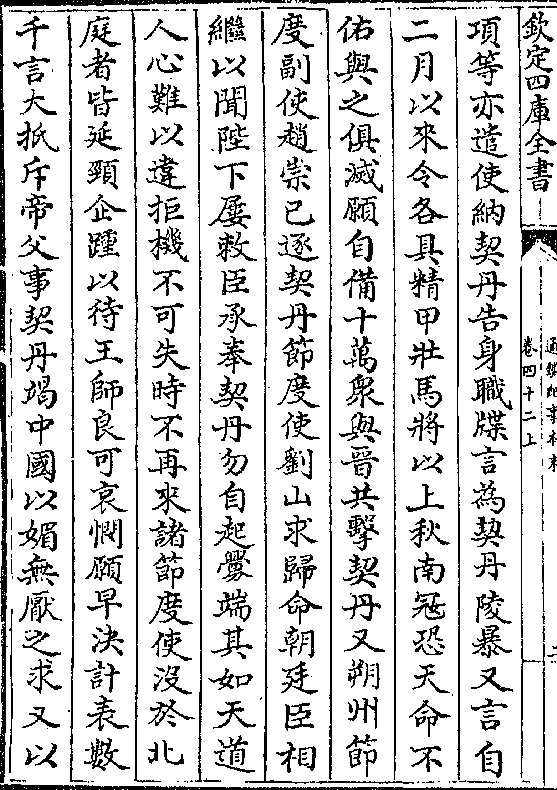 欽定四庫全書
通鑑紀事本末
卷四十二上
二
項等亦遣使納契丹告身職牒言為契丹陵暴又言自
二月以來令各具精甲壯馬將以上秋南寇恐天命不
佑與之俱滅願自備十萬衆與晉共擊契丹又朔州節
度副使趙崇已逐契丹節度使劉山求歸命朝廷臣相
繼以聞陛下屢敕臣承奉契丹勿自起釁端其如天道
人心難以違拒機不可失時不再來諸節度使沒於北
庭者皆延頸企踵以待王師良可哀憫願早決計表數
千言大抵斥帝父事契丹竭中國以媚無厭之求又以